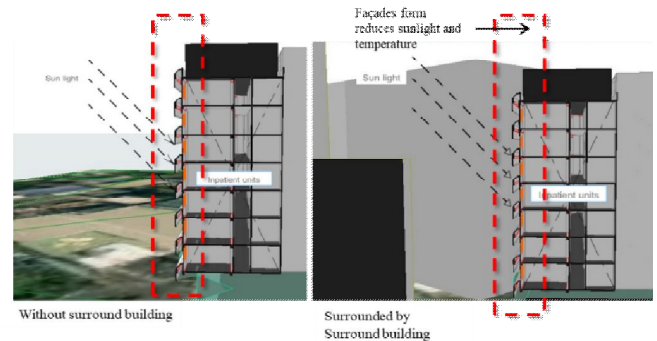 Façades form
reduces sunlight and
temperature
Sun light
Sun light
Inpatient units
Inpatient units
Without surround building
Surrounded by
Surround building